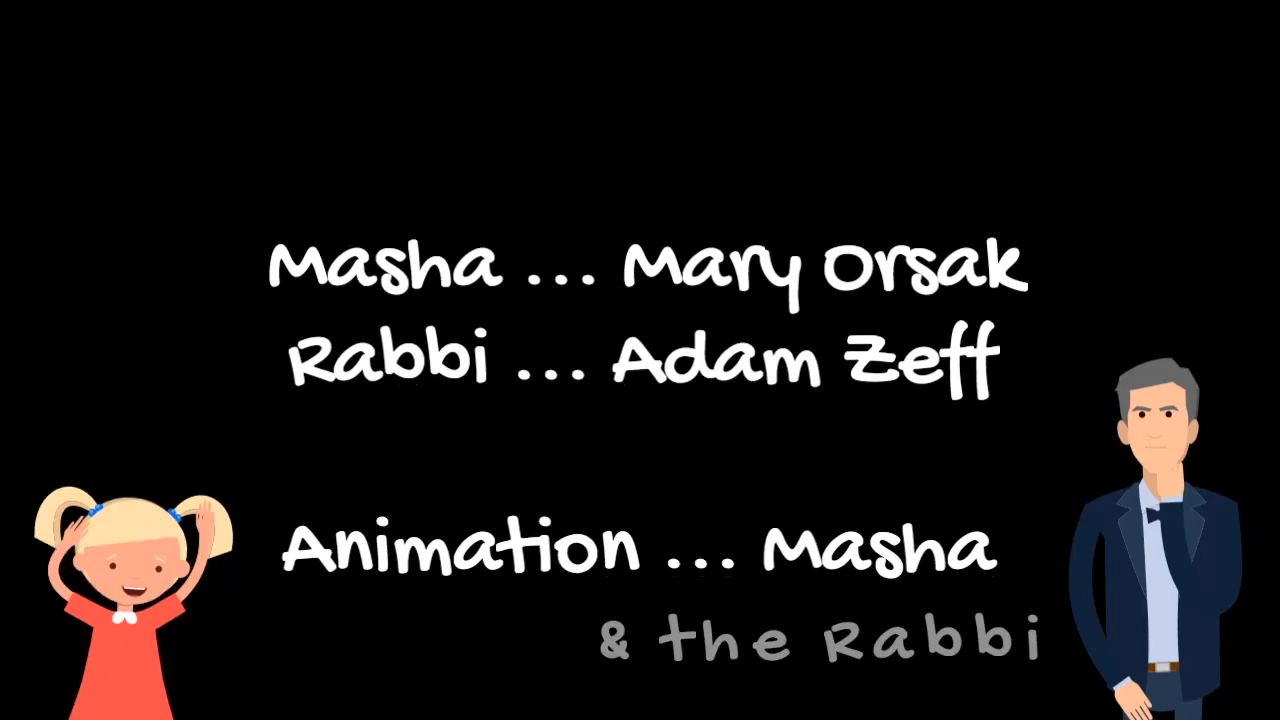 Masha ... Mary Orsak
Rabbi ... Adam Zeff
Animation ... Masha
& the Rabbi